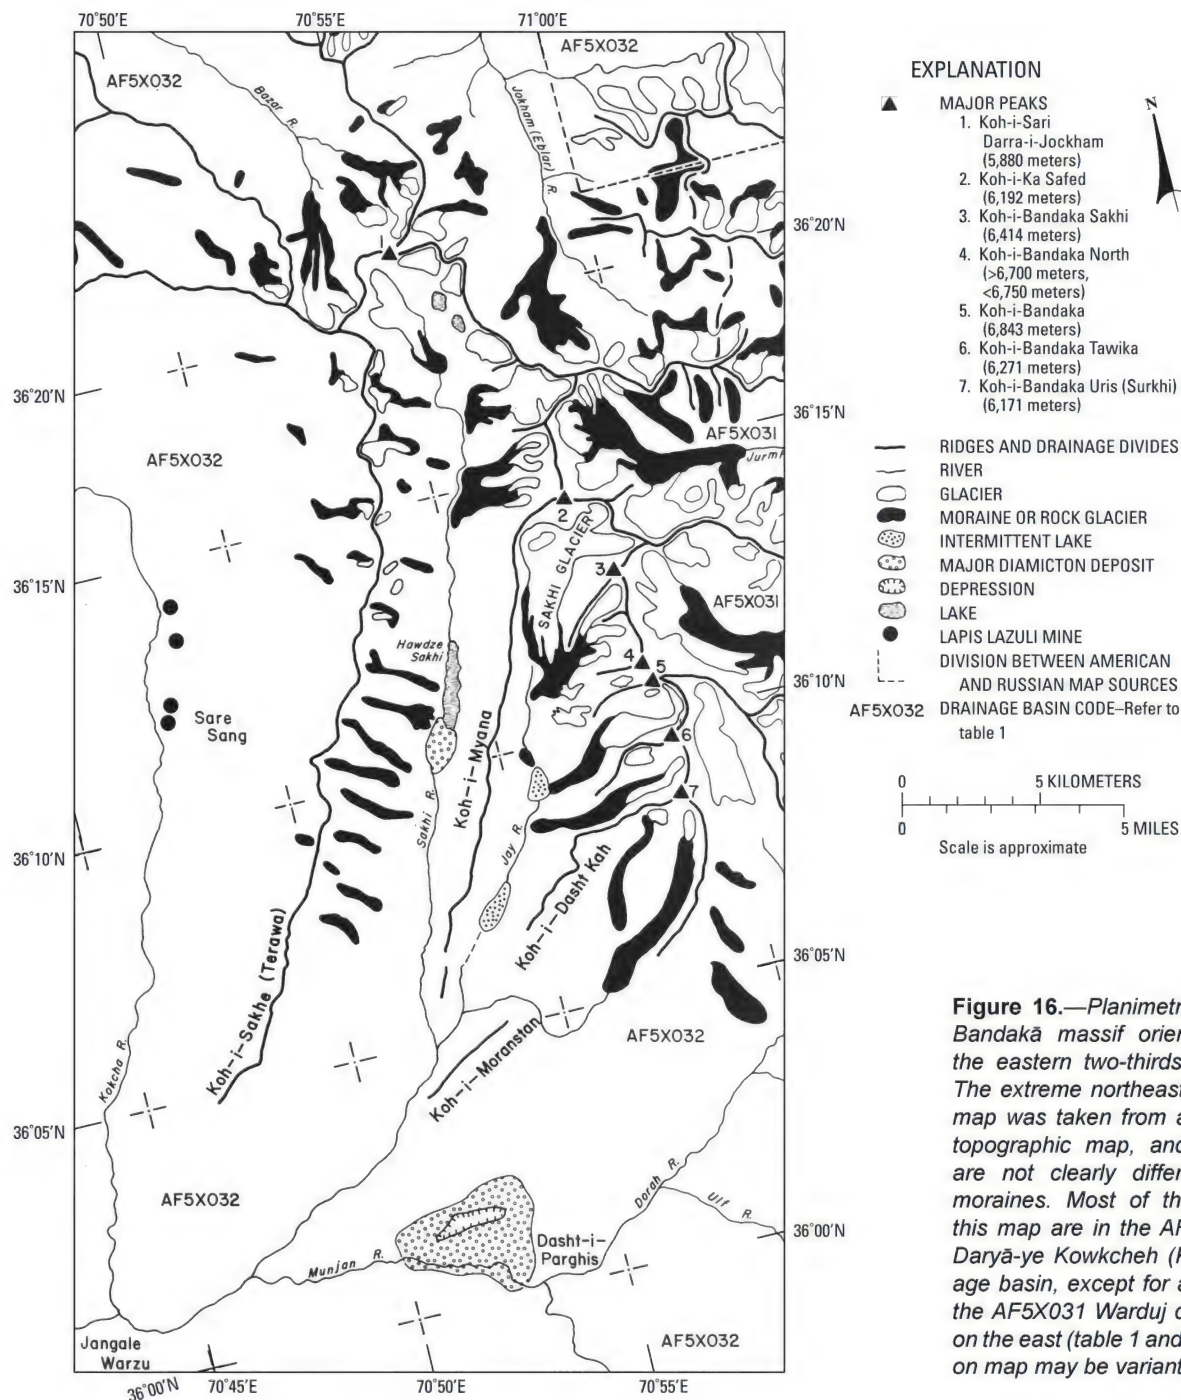 70°50′E
70°55′E
71°00′E
AF5X032
AF5X032
Bazar R.
Jokham (Eblar) R.
1
36°20′N
36°20′N
36°15′N
AF5X031
AF5X032
2
SAKHI GLACIER
3
36°15′N
AF5X031
Hawdze
Sakhi
4
5
36°10′N
Sare
Sang
6
Koh-i-Myana
7
Sakhi R.
Jay R.
36°10′N
Koh-i-Dasht Kah
Koh-i-Sakhe (Terawa)
36°05′N
Kokcha R.
Koh-i-Moranstan
AF5X032
36°05′N
AF5X032
Darah R.
Ulf R.
36°00′N
Dasht-i-
Parghis
Munjan R.
Jangale
Warzu
AF5X032
36°00′N
70°45′E
70°50′E
70°55′E
EXPLANATION
N
MAJOR PEAKS
1. Koh-i-Sari
Darra-i-Jockham
(5,880 meters)
2. Koh-i-Ka Safed
(6,192 meters)
3. Koh-i-Bandaka Sakhi
(6,414 meters)
4. Koh-i-Bandaka North
(>6,700 meters,
<6,750 meters)
5. Koh-i-Bandaka
(6,843 meters)
6. Koh-i-Bandaka Tawika
(6,271 meters)
7. Koh-i-Bandaka Uris (Surkhi)
(6,171 meters)
RIDGES AND DRAINAGE DIVIDES
RIVER
GLACIER
MORAINE OR ROCK GLACIER
INTERMITTENT LAKE
MAJOR DIAMICTON DEPOSIT
DEPRESSION
LAKE
LAPIS LAZULI MINE
DIVISION BETWEEN AMERICAN
AND RUSSIAN MAP SOURCES
AF5X032 DRAINAGE BASIN CODE–Refer to
table 1
0 5 KILOMETERS
0 5 MILES
Scale is approximate
Figure 16.—Planimetr
Bandakā massif orien
the eastern two-thirds
The extreme northeast
map was taken from a
topographic map, and
are not clearly differ
moraines. Most of th
this map are in the AF
Daryā-ye Kowkcheh (
age basin, except for a
the AF5X031 Warduj
on the east (table 1 and
on map may be variant